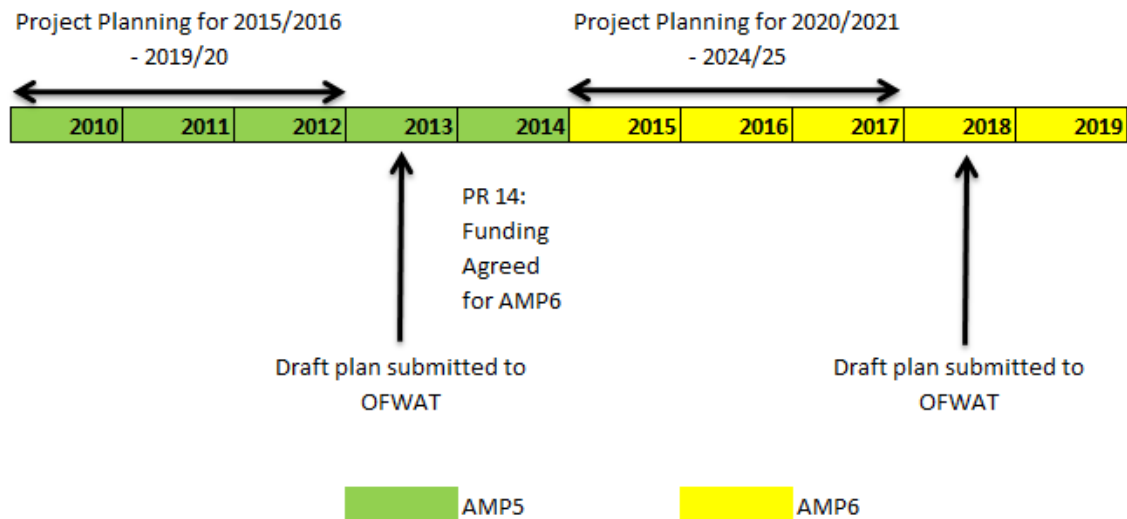 Project Planning for 2015/2016
- 2019/20
Project Planning for 2020/2021
- 2024/25
2010 2011 2012 2013 2014 2015 2016 2017 2018 2019
PR 14:
Funding
Agreed
for AMP6
Draft plan submitted to
OFWAT
Draft plan submitted to
OFWAT
AMP5
AMP6